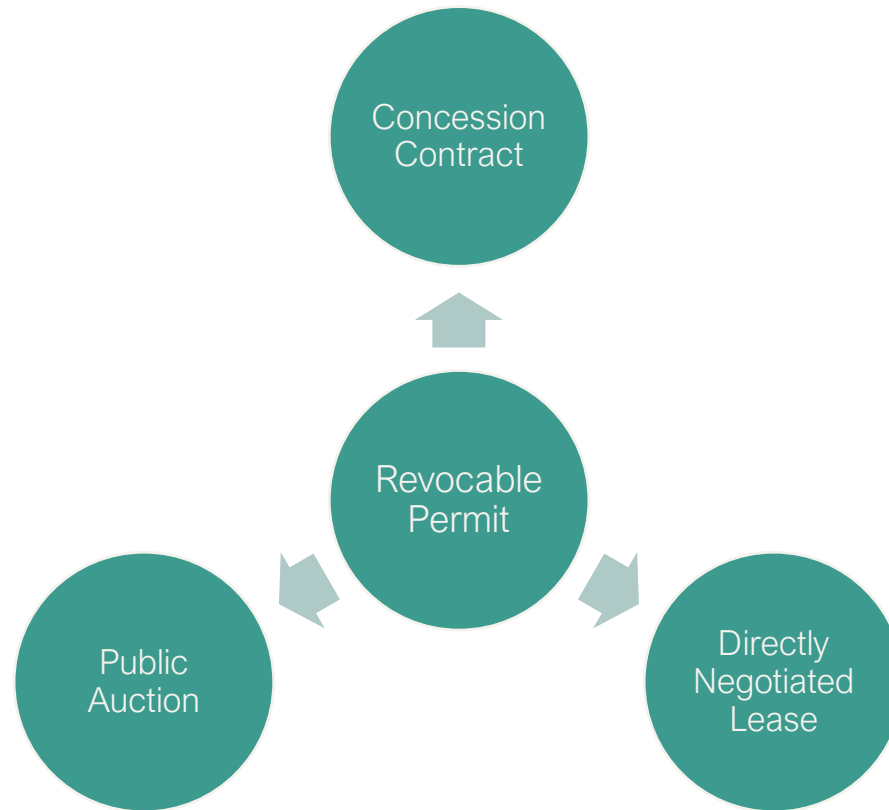 Concession
Contract
Revocable
Permit
Public
Auction
Directly
Negotiated
Lease